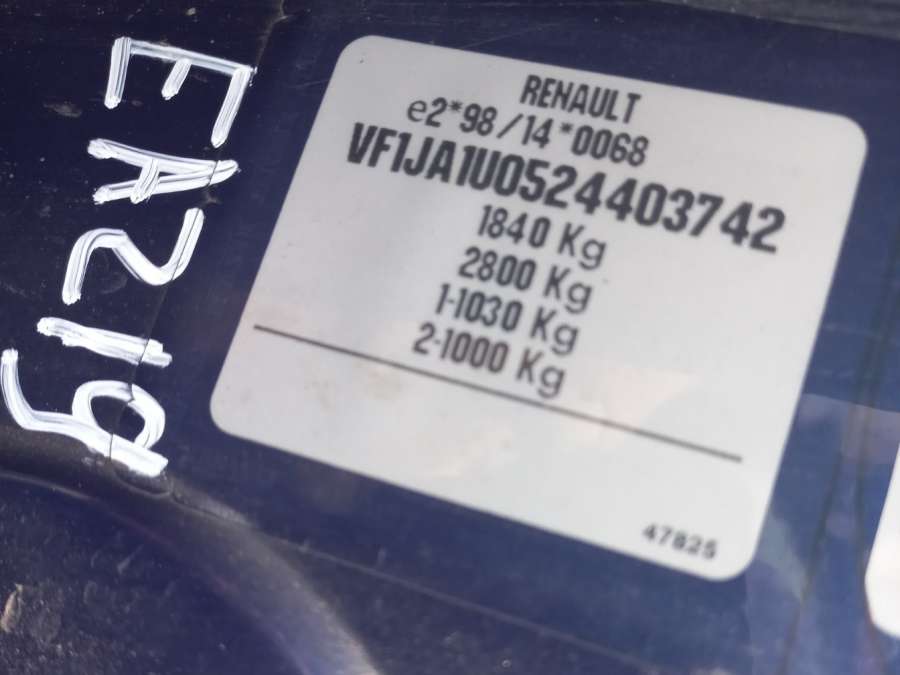 EA219
RENAULT
e2*98/14*0068
VF1JA1U0524403742
1840 Kg
2800 Kg
1-1030 Kg
2-1000 Kg
47825